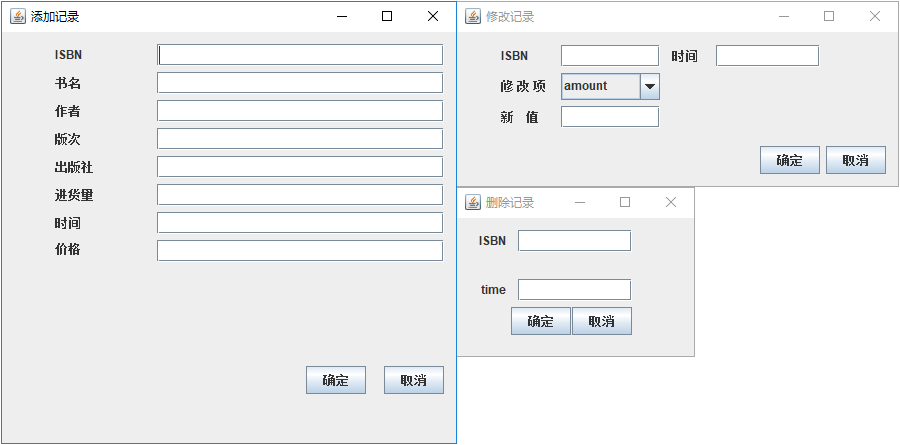 添加记录
ISBN
书名
作者
版次
出版社
进货量
时间
价格
确定 取消
修改记录
ISBN 时间
修 改 项 amount
新 值
确定 取消
删除记录
ISBN
time
确定 取消